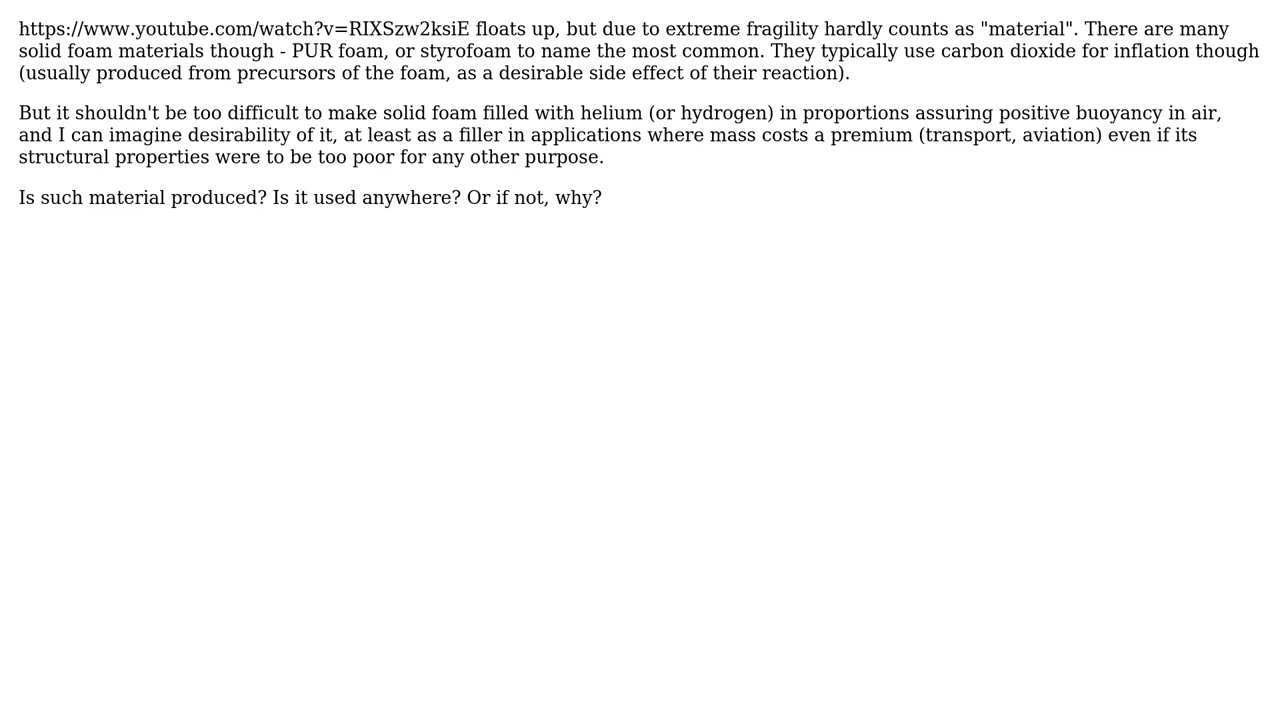 https://www.youtube.com/watch?v=RIXSzw2ksiE floats up, but due to extreme fragility hardly counts as "material". There are many
solid foam materials though - PUR foam, or styrofoam to name the most common. They typically use carbon dioxide for inflation though
(usually produced from precursors of the foam, as a desirable side effect of their reaction).
But it shouldn't be too difficult to make solid foam filled with helium (or hydrogen) in proportions assuring positive buoyancy in air,
and I can imagine desirability of it, at least as a filler in applications where mass costs a premium (transport, aviation) even if its
structural properties were to be too poor for any other purpose.
Is such material produced? Is it used anywhere? Or if not, why?